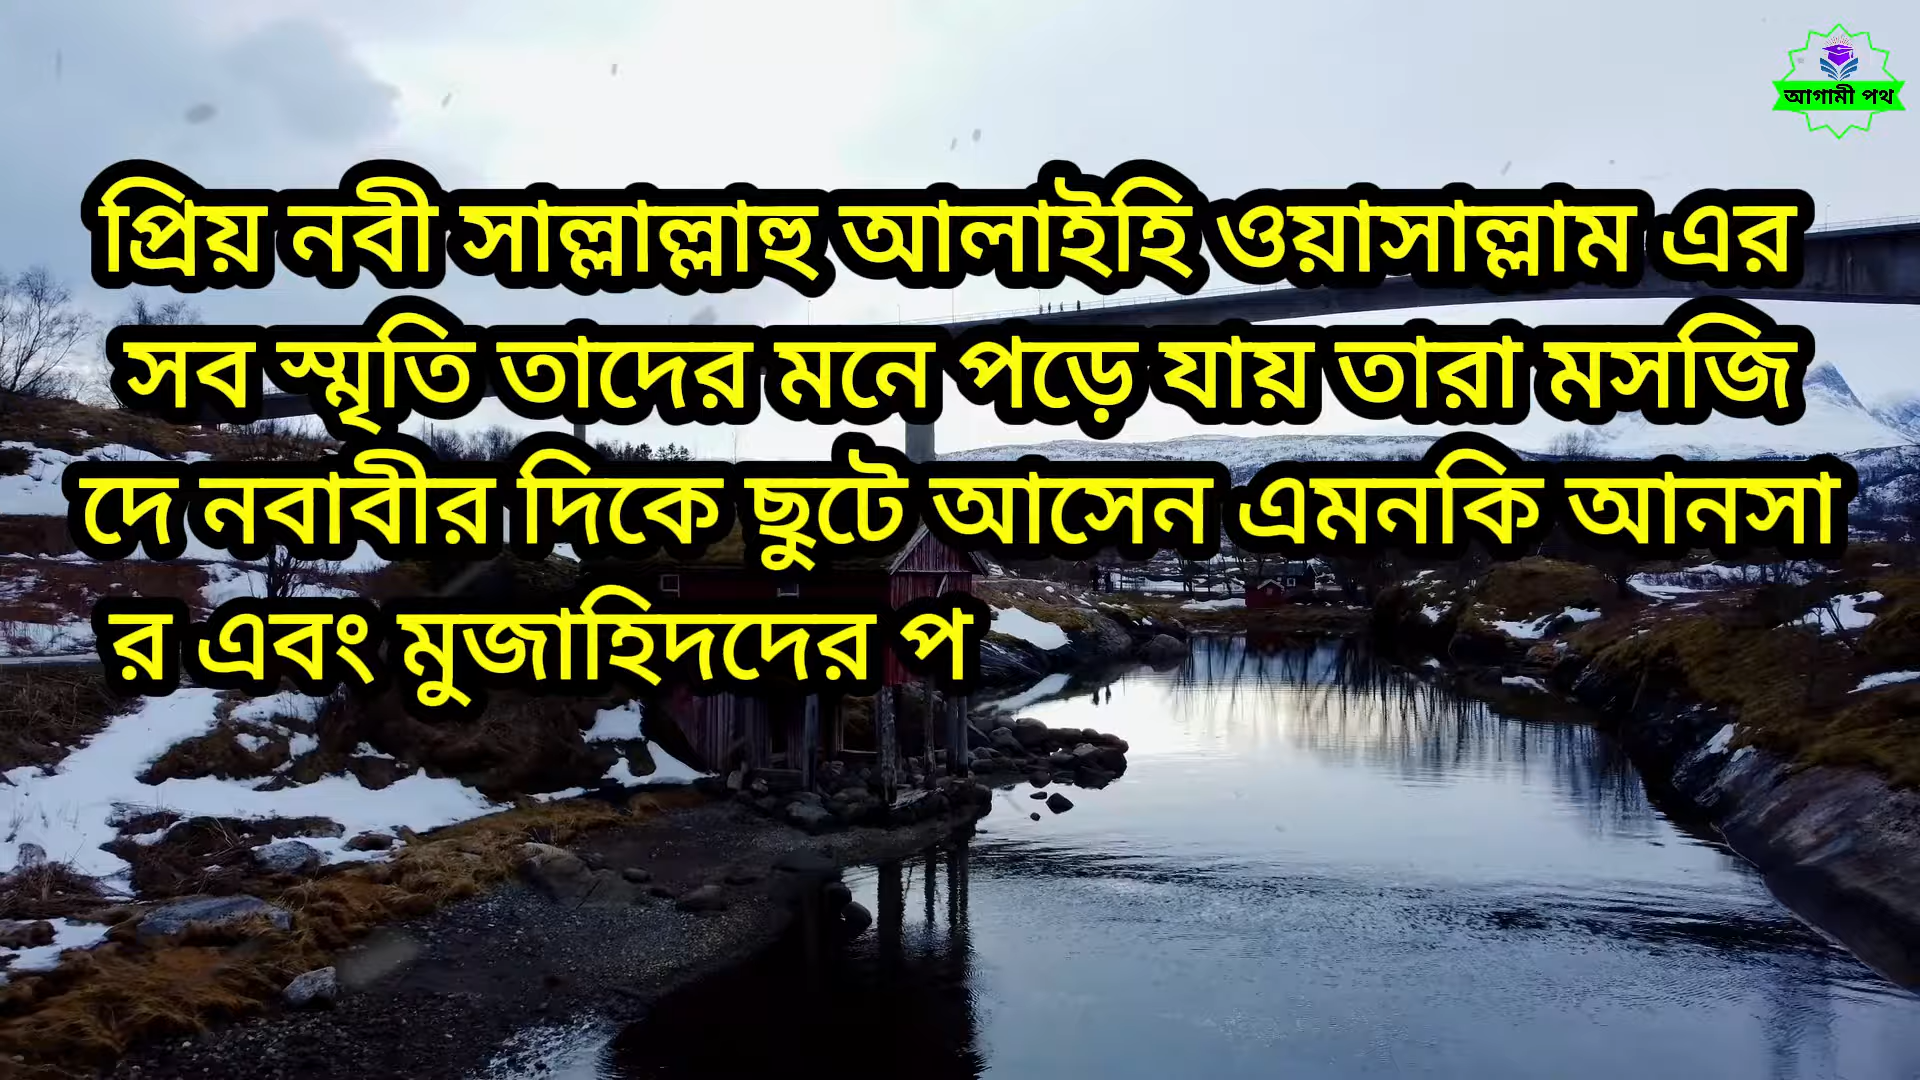 আগামী পথ
প্রিয় নবী সাল্লাল্লাহু আলাইহি ওয়াসাল্লাম এর
সব স্মৃতি তাদের মনে পড়ে যায় তারা মসজি
দে নবাবীর দিকে ছুটে আসেন এমনকি আনসা
র এবং মুজাহিদদের প